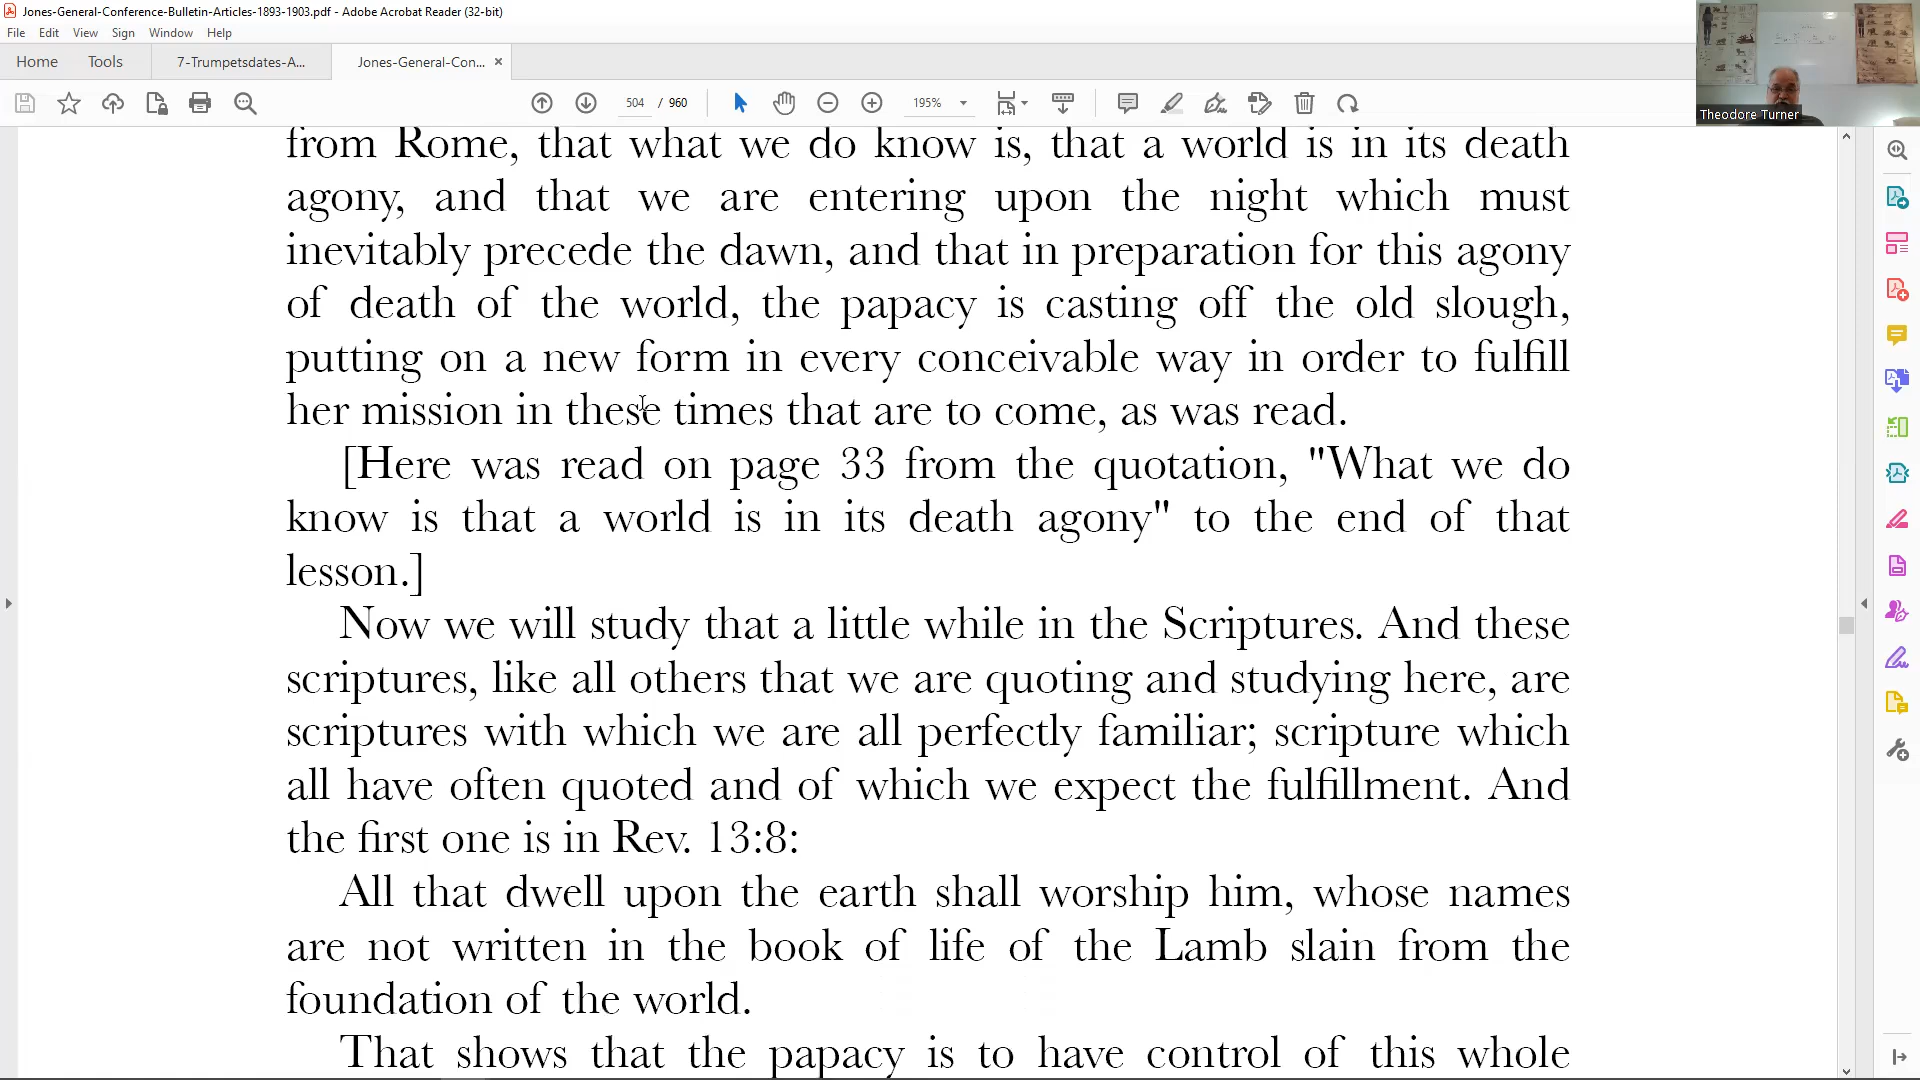 Jones-General-Conference-Bulletin-Articles-1893-1903.pdf - Adobe Acrobat Reader (32-bit)
File Edit View Sign Window Help
Home Tools 7-Trumpetsdates-A... Jones-General-Con... ×
504 / 960 195%
Theodore Turner
from Rome, that what we do know is, that a world is in its death
agony, and that we are entering upon the night which must
inevitably precede the dawn, and that in preparation for this agony
of death of the world, the papacy is casting off the old slough,
putting on a new form in every conceivable way in order to fulfill
her mission in these times that are to come, as was read.
[Here was read on page 33 from the quotation, "What we do
know is that a world is in its death agony" to the end of that
lesson.]
Now we will study that a little while in the Scriptures. And these
scriptures, like all others that we are quoting and studying here, are
scriptures with which we are all perfectly familiar; scripture which
all have often quoted and of which we expect the fulfillment. And
the first one is in Rev. 13:8:
All that dwell upon the earth shall worship him, whose names
are not written in the book of life of the Lamb slain from the
foundation of the world.
That shows that the papacy is to have control of this whole